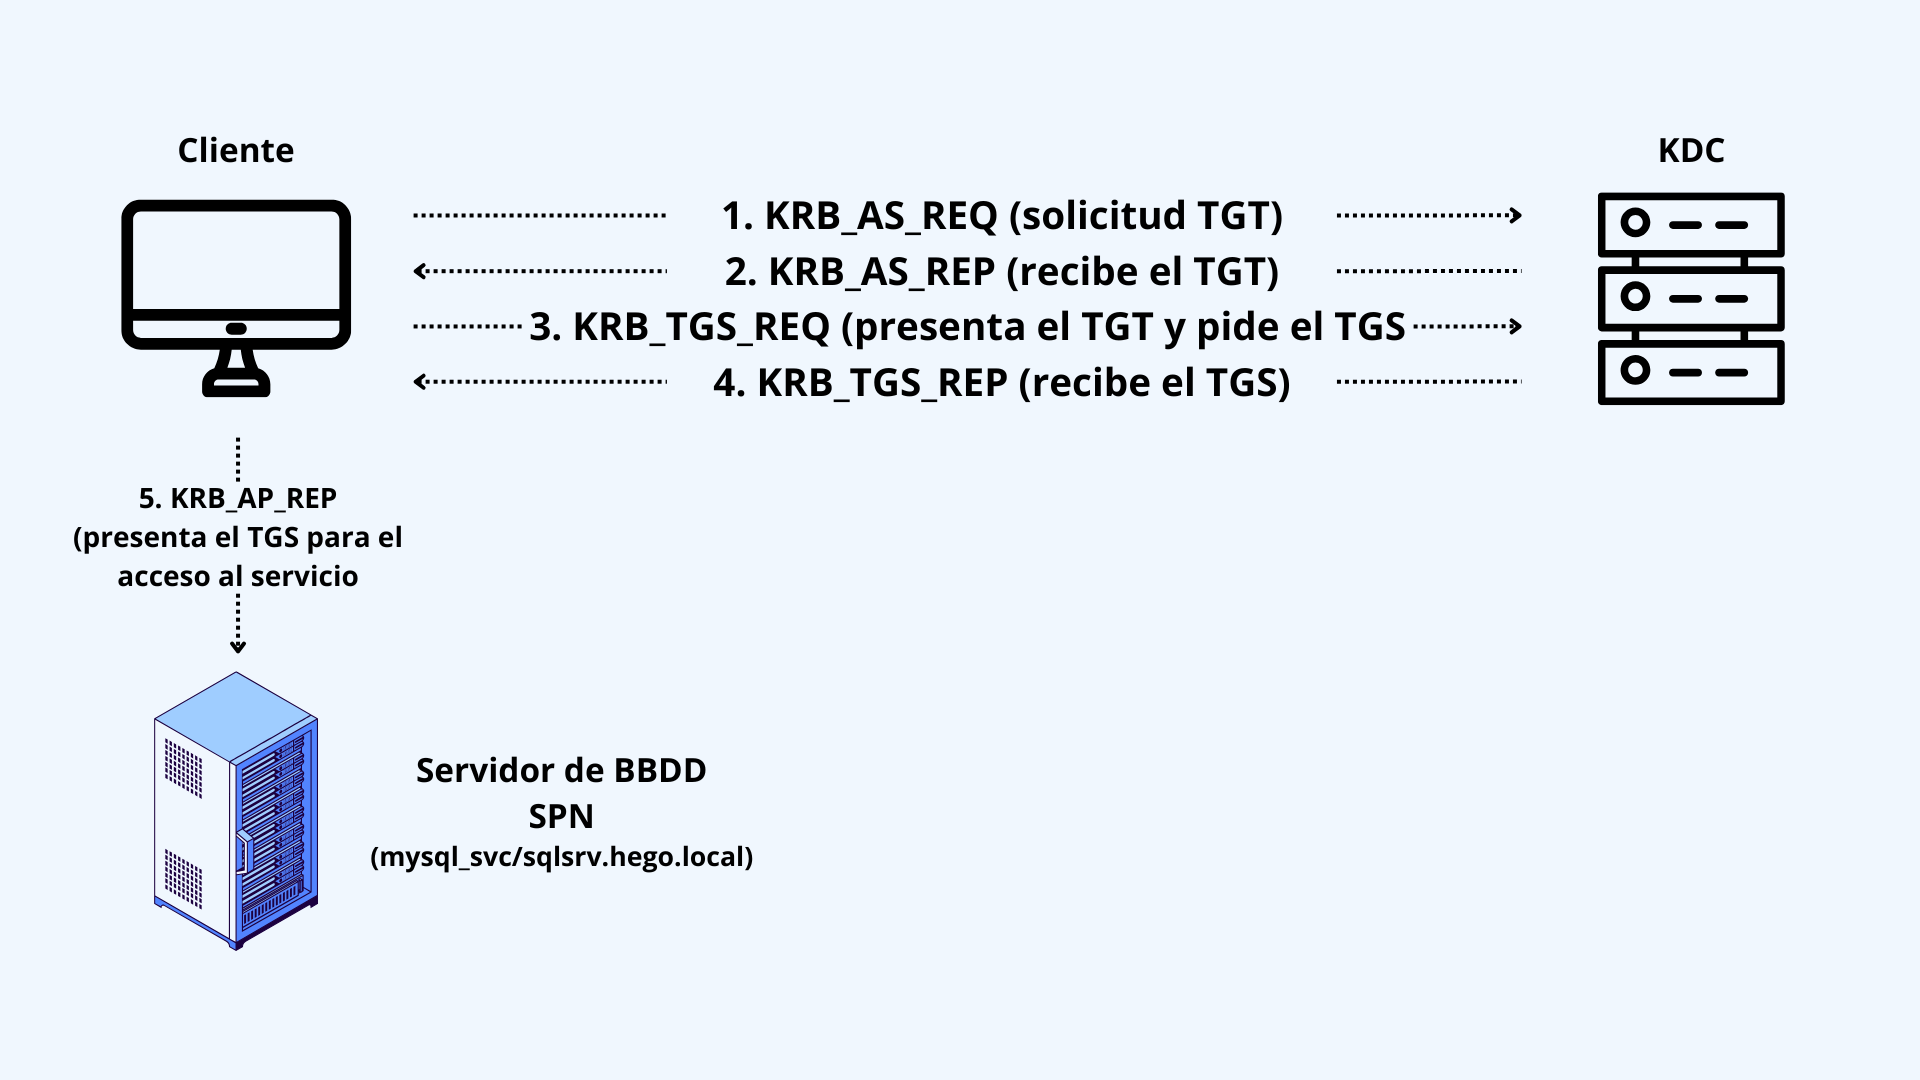 Cliente
KDC
1. KRB_AS_REQ (solicitud TGT)
2. KRB_AS_REP (recibe el TGT)
3. KRB_TGS_REQ (presenta el TGT y pide el TGS
4. KRB_TGS_REP (recibe el TGS)
5. KRB_AP_REP
(presenta el TGS para el
acceso al servicio
Servidor de BBDD
SPN
(mysql_svc/sqlsrv.hego.local)